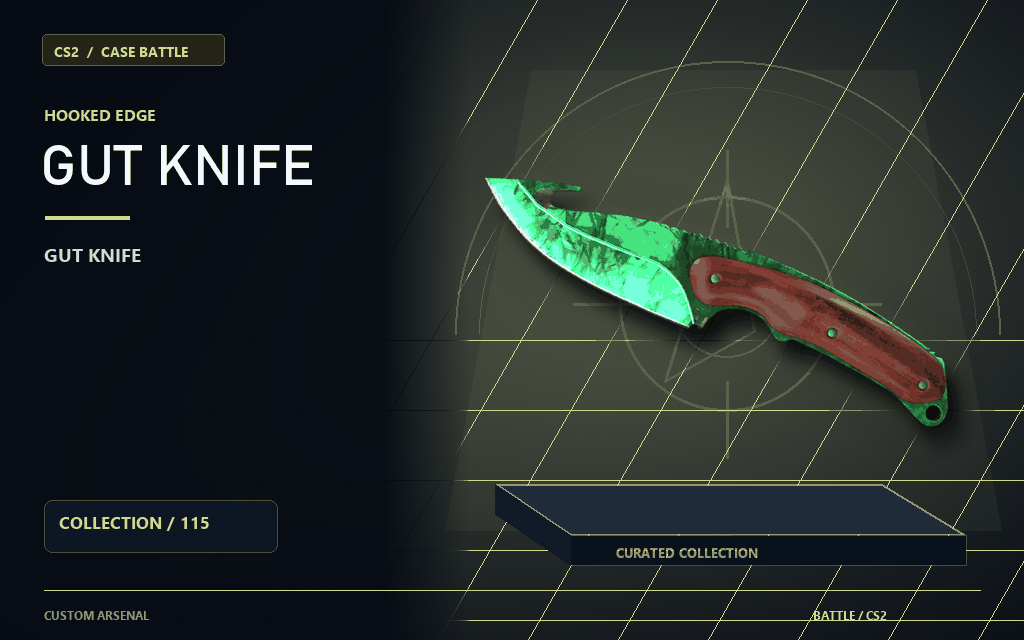 CS2 / CASE BATTLE
HOOKED EDGE
GUT KNIFE
GUT KNIFE
COLLECTION / 115
CURATED COLLECTION
CUSTOM ARSENAL
BATTLE / CS2